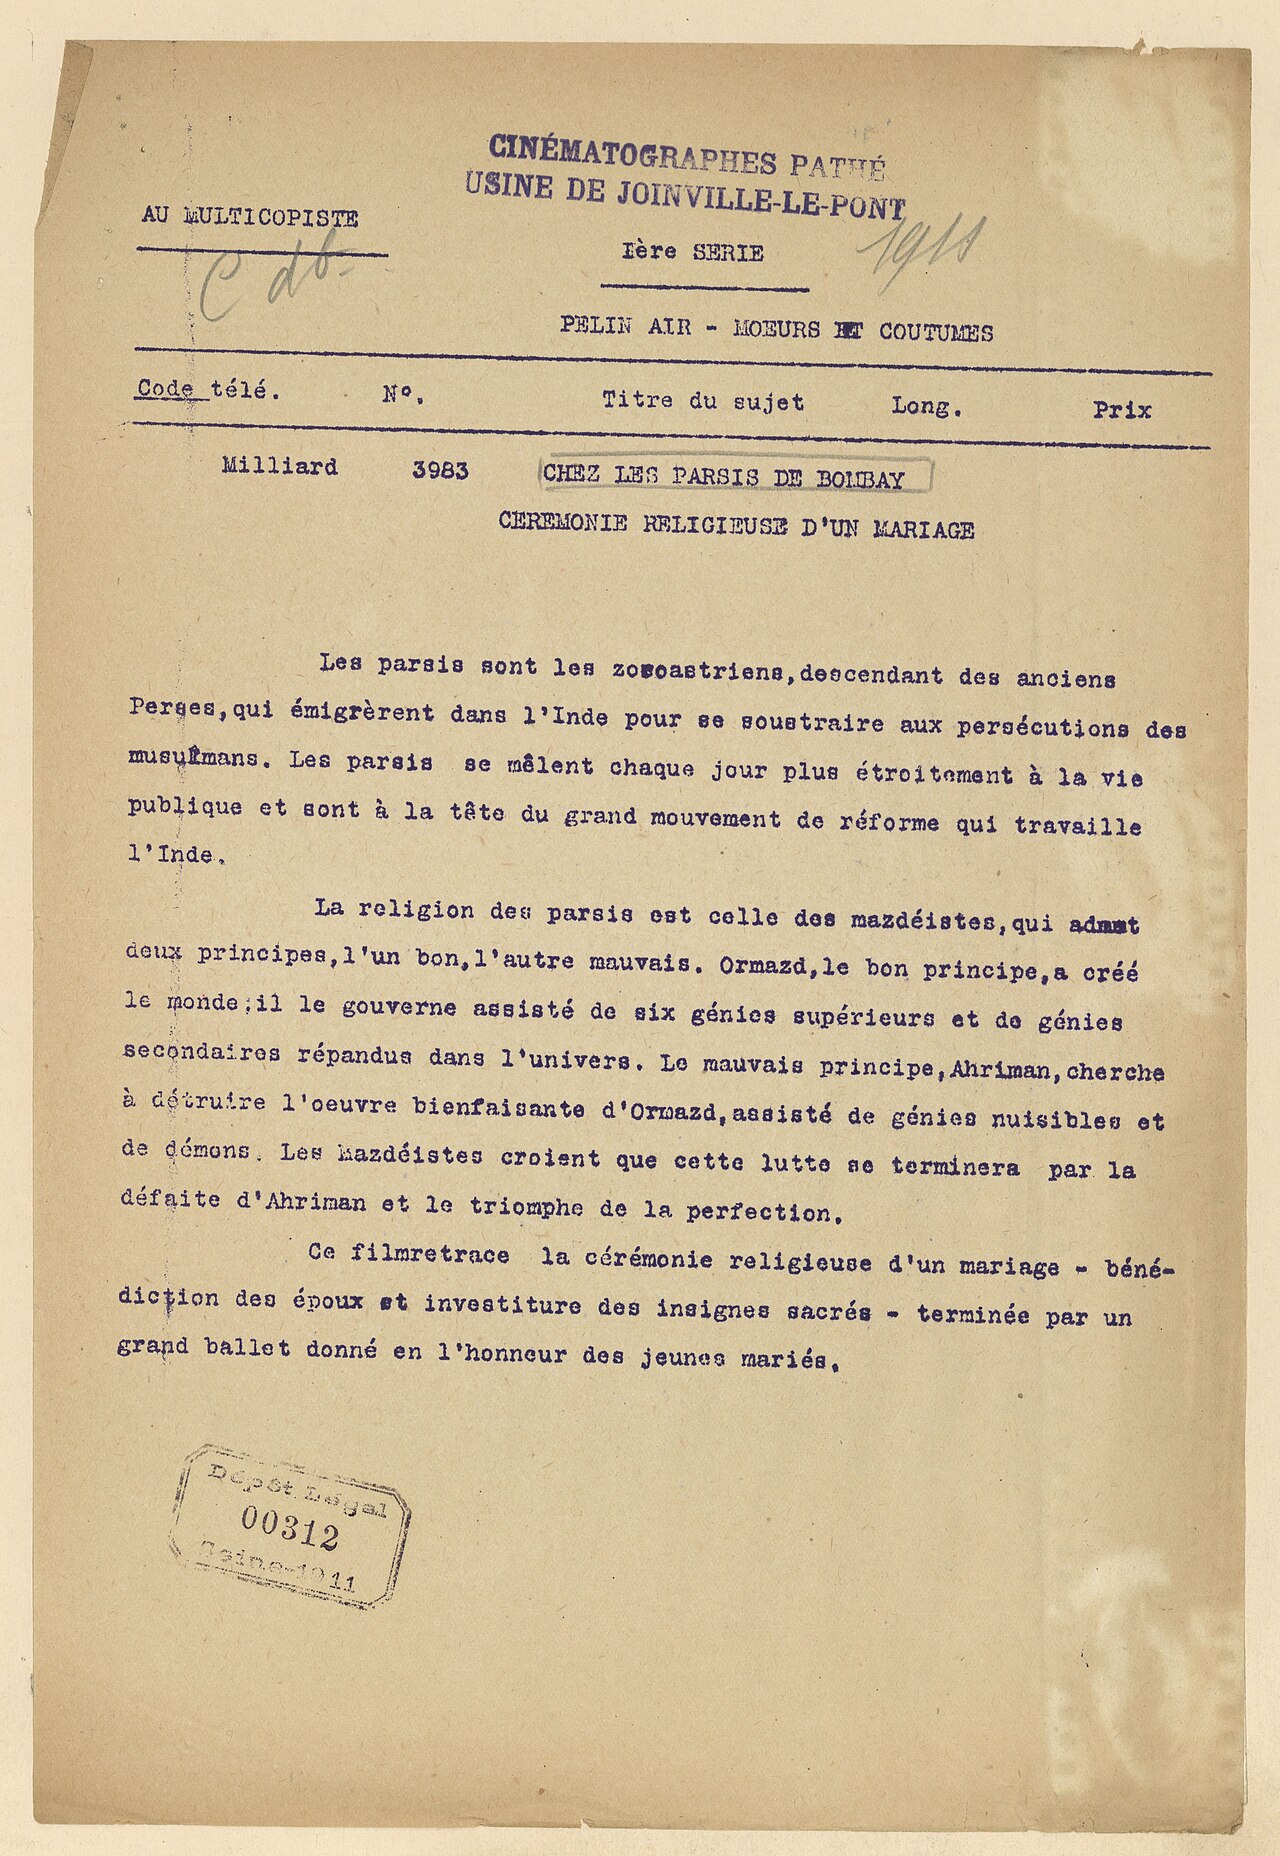 CINÉMATOGRAPHES PATHÉ
USINE DE JOINVILLE-LE-PONT
AU MULTICOPISTE
Ière SERIE
1911
C db-
PELIN AIR - MOEURS ET COUTUMES
Code télé. N°. Titre du sujet Long. Prix
Milliard 3983 CHEZ LES PARSIS DE BOMBAY
CEREMONIE RELIGIEUSE D'UN MARIAGE
Les parsis sont les zoroastriens,descendant des anciens
Perses,qui émigrèrent dans l'Inde pour se soustraire aux persécutions des
musulmans. Les parsis se mêlent chaque jour plus étroitement à la vie
publique et sont à la tête du grand mouvement de réforme qui travaille
l'Inde.
La religion des parsis est celle des mazdéistes,qui admet
deux principes,l'un bon,l'autre mauvais. Ormazd,le bon principe,a créé
le monde;il le gouverne assisté de six génies supérieurs et de génies
secondaires répandus dans l'univers. Le mauvais principe,Ahriman,cherche
à détruire l'oeuvre bienfaisante d'Ormazd,assisté de génies nuisibles et
de démons. Les Mazdéistes croient que cette lutte se terminera par la
défaite d'Ahriman et le triomphe de la perfection.
Ce filmretrace la cérémonie religieuse d'un mariage - béné-
diction des époux et investiture des insignes sacrés - terminée par un
grand ballet donné en l'honneur des jeunes mariés.
Dépôt Légal
00312
Seine-1911